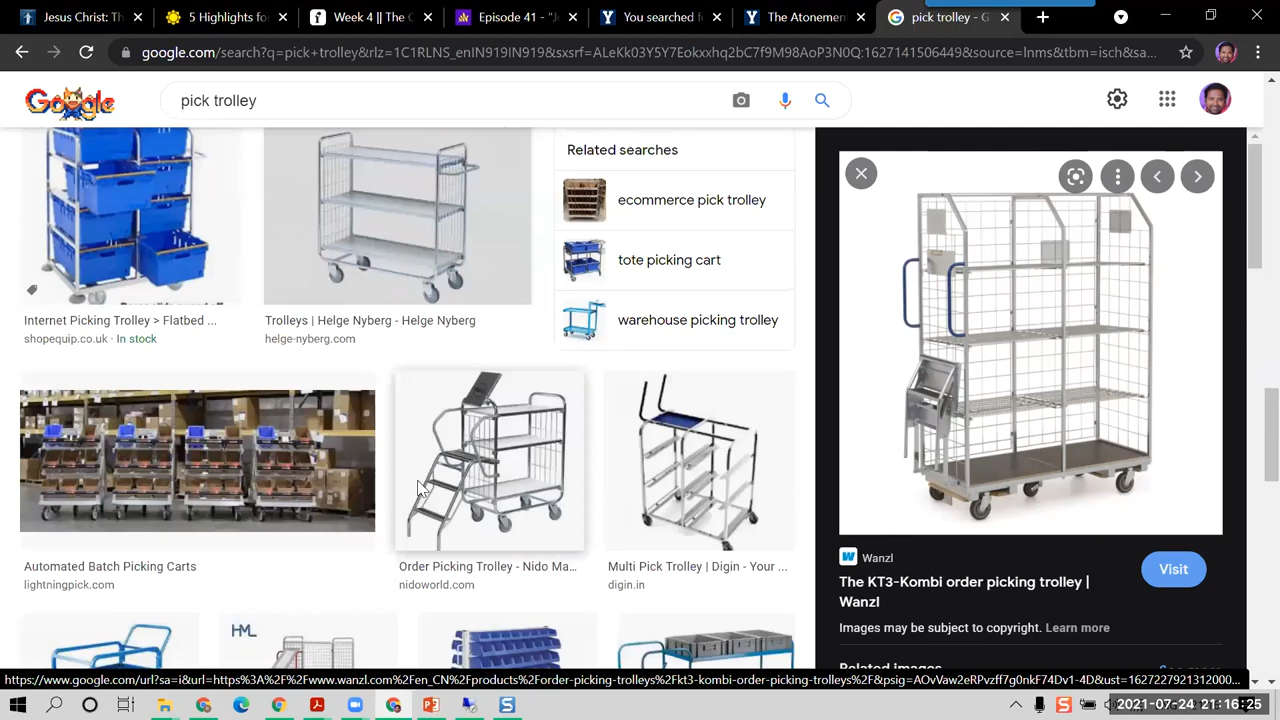 Jesus Christ: Th
5 Highlights fo
Week 4 || The C
Episode 41 - "Je
You searched fo
The Atonemen
pick trolley - G
google.com/search?q=pick+trolley&rlz=1C1RLNS_enIN919IN919&sxsrf=ALeKk03Y5Y7Eokxxhq2bC7f9M98AoP3N0Q:1627141506449&source=lnms&tbm=isch&sa...
Google
pick trolley
Related searches
ecommerce pick trolley
tote picking cart
warehouse picking trolley
Internet Picking Trolley > Flatbed ...
shopequip.co.uk · In stock
Trolleys | Helge Nyberg - Helge Nyberg
helge-nyberg.com
Automated Batch Picking Carts
lightningpick.com
Order Picking Trolley - Nido Ma...
nidoworld.com
Multi Pick Trolley | Digin - Your ...
digin.in
HML
Wanzl
The KT3-Kombi order picking trolley |
Wanzl
Visit
Images may be subject to copyright. Learn more
Related images
https://www.google.com/url?sa=i&url=https%3A%2F%2Fwww.wanzl.com%2Fen_CN%2Fproducts%2Forder-picking-trolleys%2Fkt3-kombi-order-picking-trolleys%2F&psig=AOvVaw2eRPvzff7g0nkF74Dv1-4D&ust=1627227921312000...
2021-07-24 21:16:25